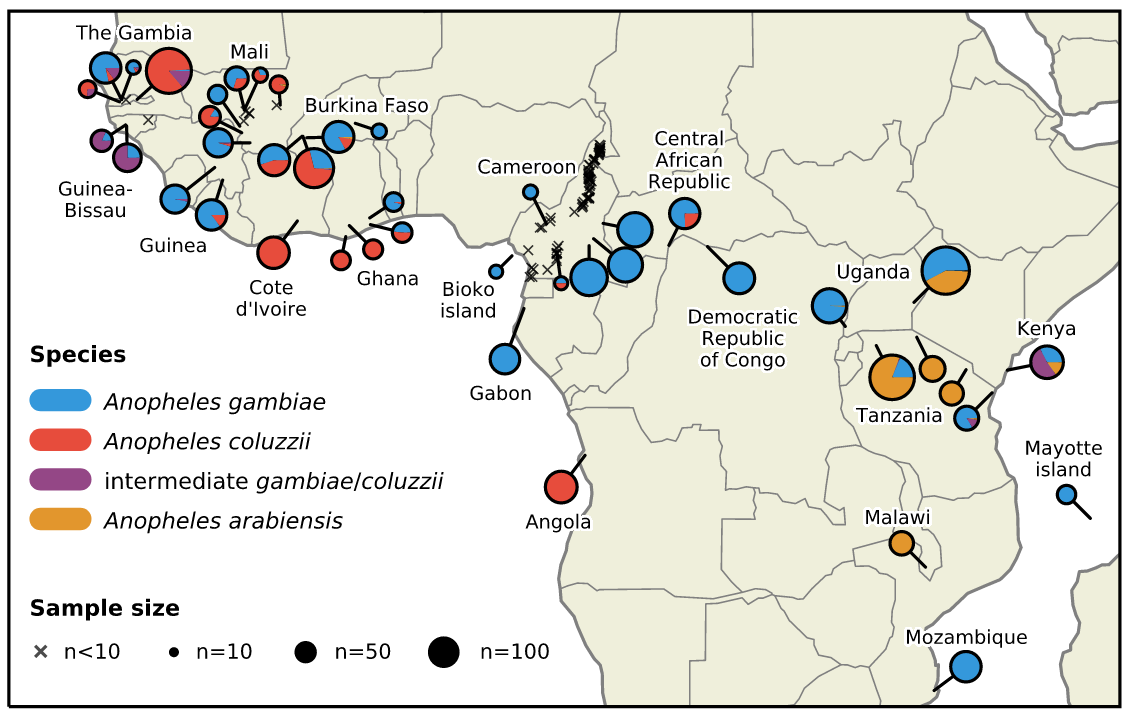 The Gambia
Mali
Burkina Faso
Guinea-
Bissau
Guinea
Cote
d'Ivoire
Ghana
Cameroon
Central
African
Republic
Bioko
island
Gabon
Democratic
Republic
of Congo
Uganda
Kenya
Tanzania
Mayotte
island
Angola
Malawi
Mozambique
Species
Anopheles gambiae
Anopheles coluzzii
intermediate gambiae/coluzzii
Anopheles arabiensis
Sample size
n<10
n=10
n=50
n=100